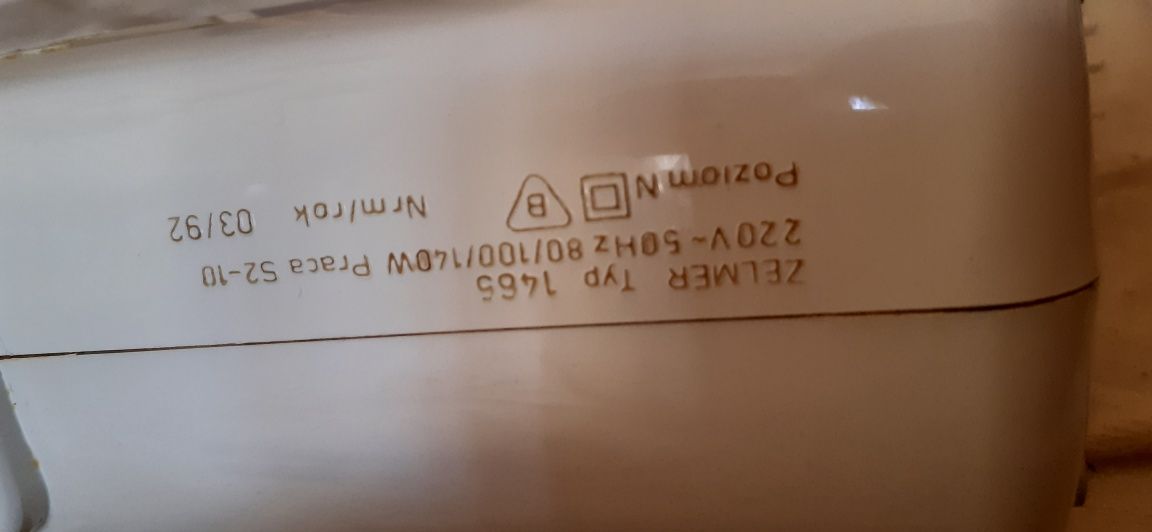 ZELMER Typ 1465
220V~50Hz 80/100/140W Praca S2-10
Poziom N B Nrm/rok 03/92